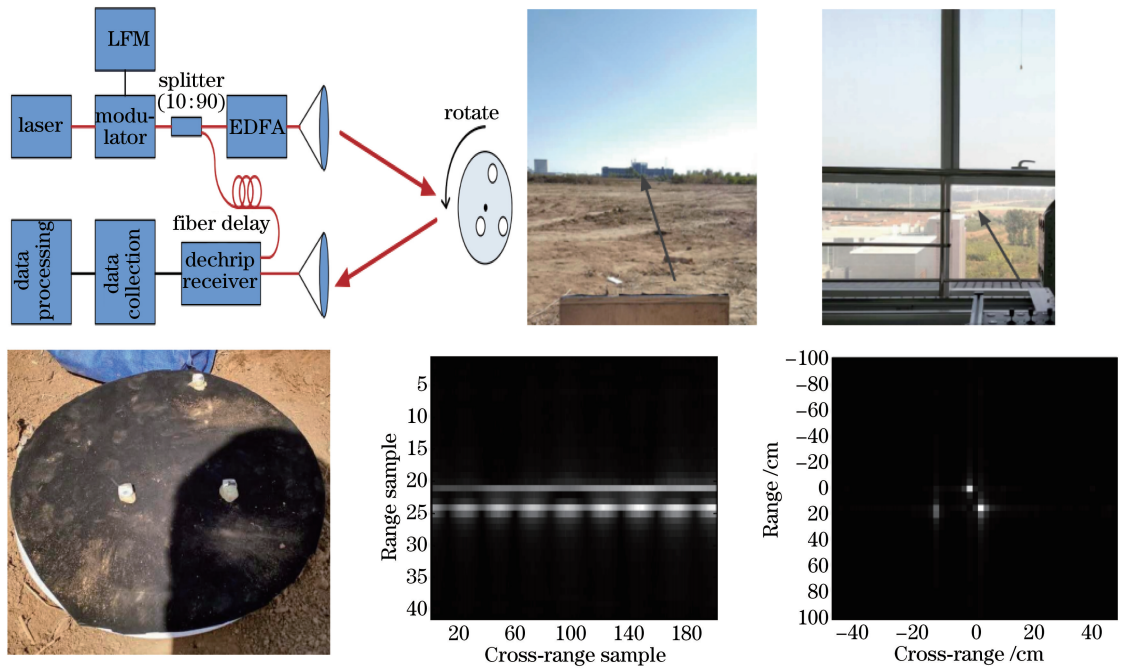 LFM
splitter
(10:90)
laser
modu-
lator
EDFA
rotate
fiber delay
data
processing
data
collection
dechrip
receiver
5
10
15
20
25
30
35
40
Range sample
20
60
100
140
180
Cross-range sample
-100
-80
-60
-40
-20
0
20
40
60
80
100
Range /cm
-40
-20
0
20
40
Cross-range /cm